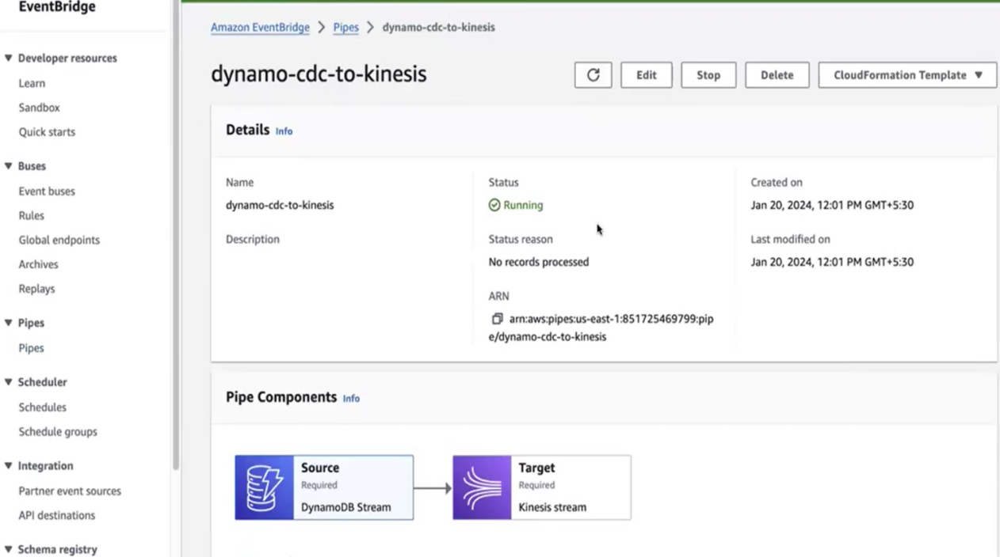 EventBridge
Developer resources
Learn
Sandbox
Quick starts
Buses
Event buses
Rules
Global endpoints
Archives
Replays
Pipes
Pipes
Scheduler
Schedules
Schedule groups
Integration
Partner event sources
API destinations
Schema registry
Amazon EventBridge > Pipes > dynamo-cdc-to-kinesis
dynamo-cdc-to-kinesis
Edit
Stop
Delete
CloudFormation Template
Details Info
Name
dynamo-cdc-to-kinesis
Description
Status
Running
Status reason
No records processed
ARN
arn:aws:pipes:us-east-1:851725469799:pip
e/dynamo-cdc-to-kinesis
Created on
Jan 20, 2024, 12:01 PM GMT+5:30
Last modified on
Jan 20, 2024, 12:01 PM GMT+5:30
Pipe Components Info
Source
Required
DynamoDB Stream
Target
Required
Kinesis stream